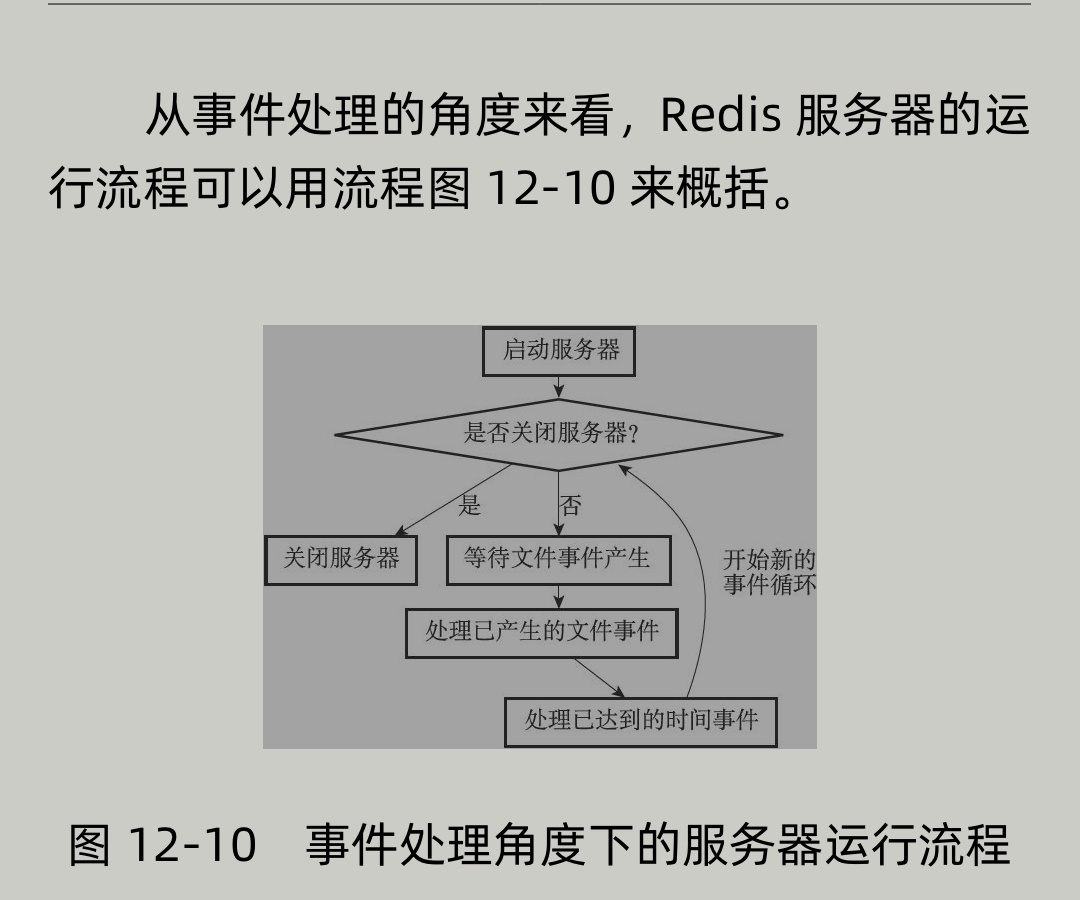 从事件处理的角度来看，Redis 服务器的运
行流程可以用流程图 12-10 来概括。
启动服务器
是否关闭服务器?
是
否
关闭服务器
等待文件事件产生
开始新的
事件循环
处理已产生的文件事件
处理已达到的时间事件
图 12-10　事件处理角度下的服务器运行流程